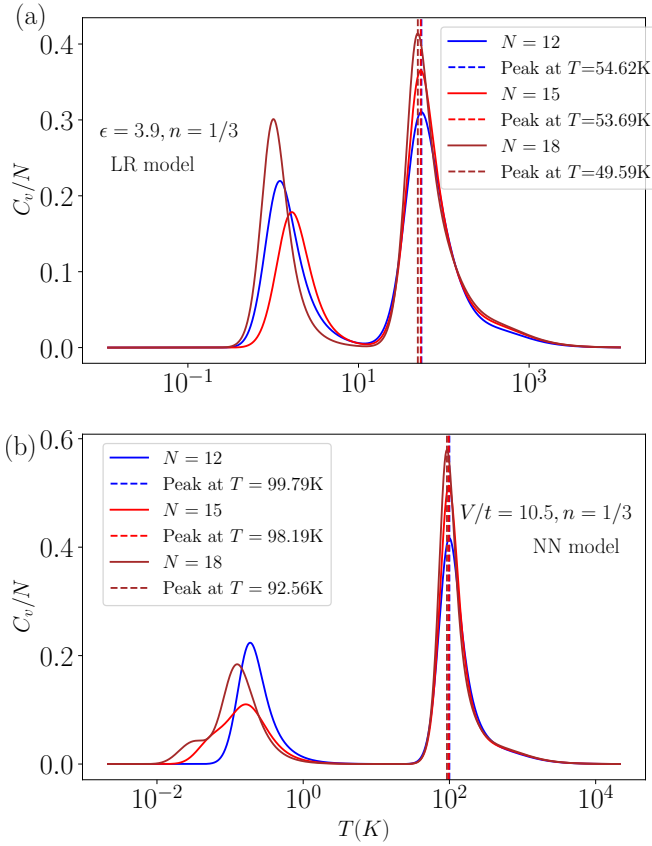 (a)
0.4
0.3
0.2
0.1
0.0
C_v/N
ϵ = 3.9, n = 1/3
LR model
N = 12
Peak at T=54.62K
N = 15
Peak at T=53.69K
N = 18
Peak at T=49.59K
10^{-1}
10^1
10^3
(b)
0.6
0.4
0.2
0.0
C_v/N
N = 12
Peak at T = 99.79K
N = 15
Peak at T = 98.19K
N = 18
Peak at T = 92.56K
V/t = 10.5, n = 1/3
NN model
10^{-2}
10^0
10^2
10^4
T(K)